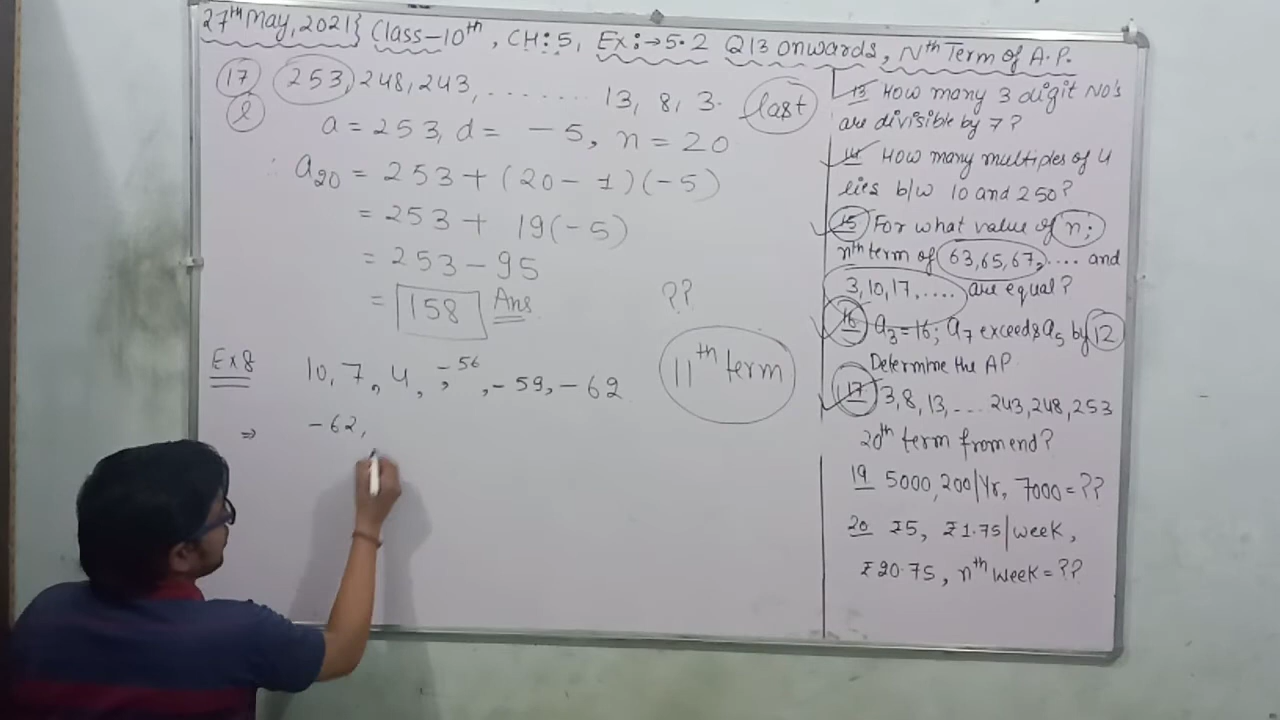 27th May, 2021} Class-10th, CH: 5, Ex:→5.2 Q13 onwards, Nth Term of A.P.
17 253, 248, 243, ........ 13, 8, 3. last
l
a = 253, d = -5, n = 20
∴ a20 = 253 + (20 - 1)(-5)
= 253 + 19(-5)
= 253 - 95
= 158 Ans
??
Ex 8 10, 7, 4, , -56, -59, -62
11th term
⇒ -62,
13 How many 3 digit NO's
are divisible by 7?
14 How many multiples of 4
lies b/w 10 and 250?
15 For what value of n;
nth term of 63, 65, 67, .... and
3, 10, 17, .... are equal?
16 a3 = 16; a7 exceeds a5 by 12
Determine the AP
17 3, 8, 13, ... 243, 248, 253
20th term from end?
19 5000, 200/Yr, 7000 = ??
20 ₹5, ₹1.75/week,
₹20.75, nth week = ??